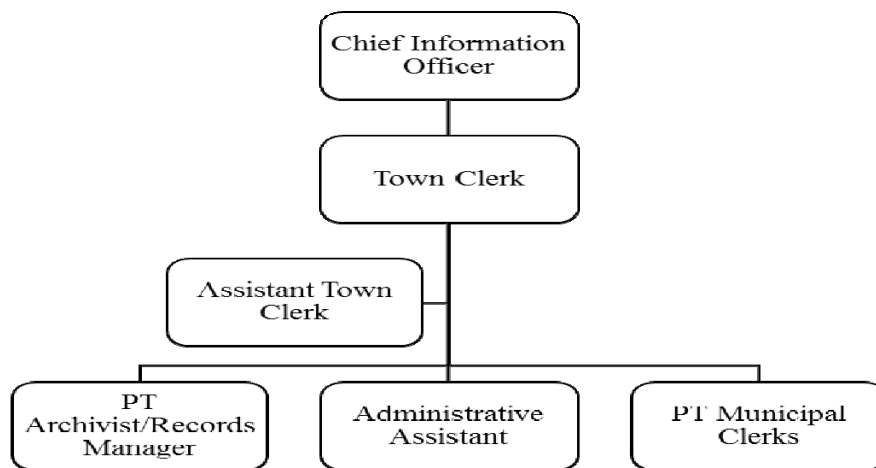 Chief Information
Officer
Town Clerk
Assistant Town
Clerk
PT
Archivist/Records
Manager
Administrative
Assistant
PT Municipal
Clerks